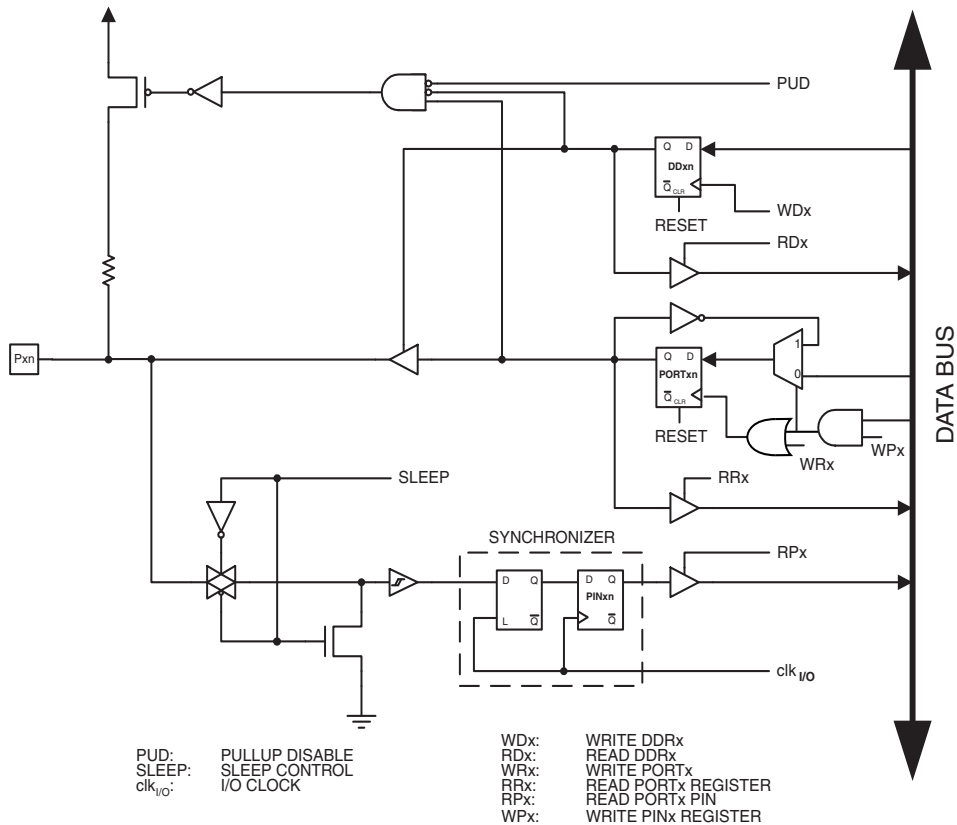 PUD
Q D
DDxn
Q CLR
WDx
RESET
RDx
Pxn
1
Q D
PORTxn
0
Q CLR
RESET
WRx
WPx
DATA BUS
SLEEP
RRx
SYNCHRONIZER
RPx
D Q
D Q
PINxn
L Q
Q
clk I/O
PUD: PULLUP DISABLE
SLEEP: SLEEP CONTROL
clkI/O: I/O CLOCK
WDx: WRITE DDRx
RDx: READ DDRx
WRx: WRITE PORTx
RRx: READ PORTx REGISTER
RPx: READ PORTx PIN
WPx: WRITE PINx REGISTER